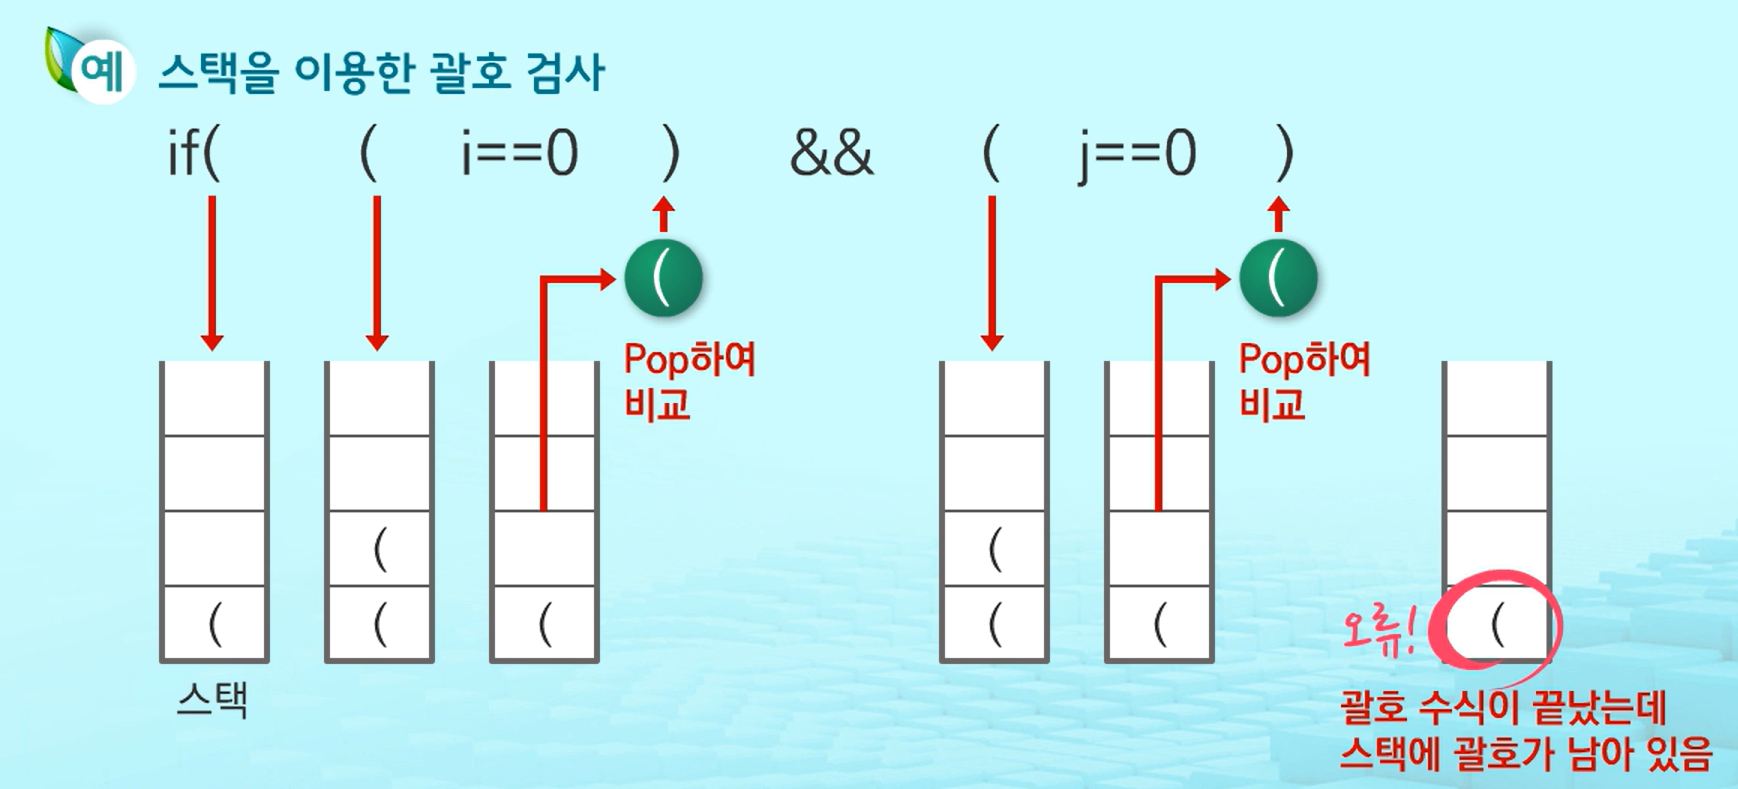 예 스택을 이용한 괄호 검사
if( ( i==0 ) && ( j==0 )
( (
Pop하여 Pop하여
비교 비교
( (
( ( ( ( ( 오류! (
스택
괄호 수식이 끝났는데
스택에 괄호가 남아 있음